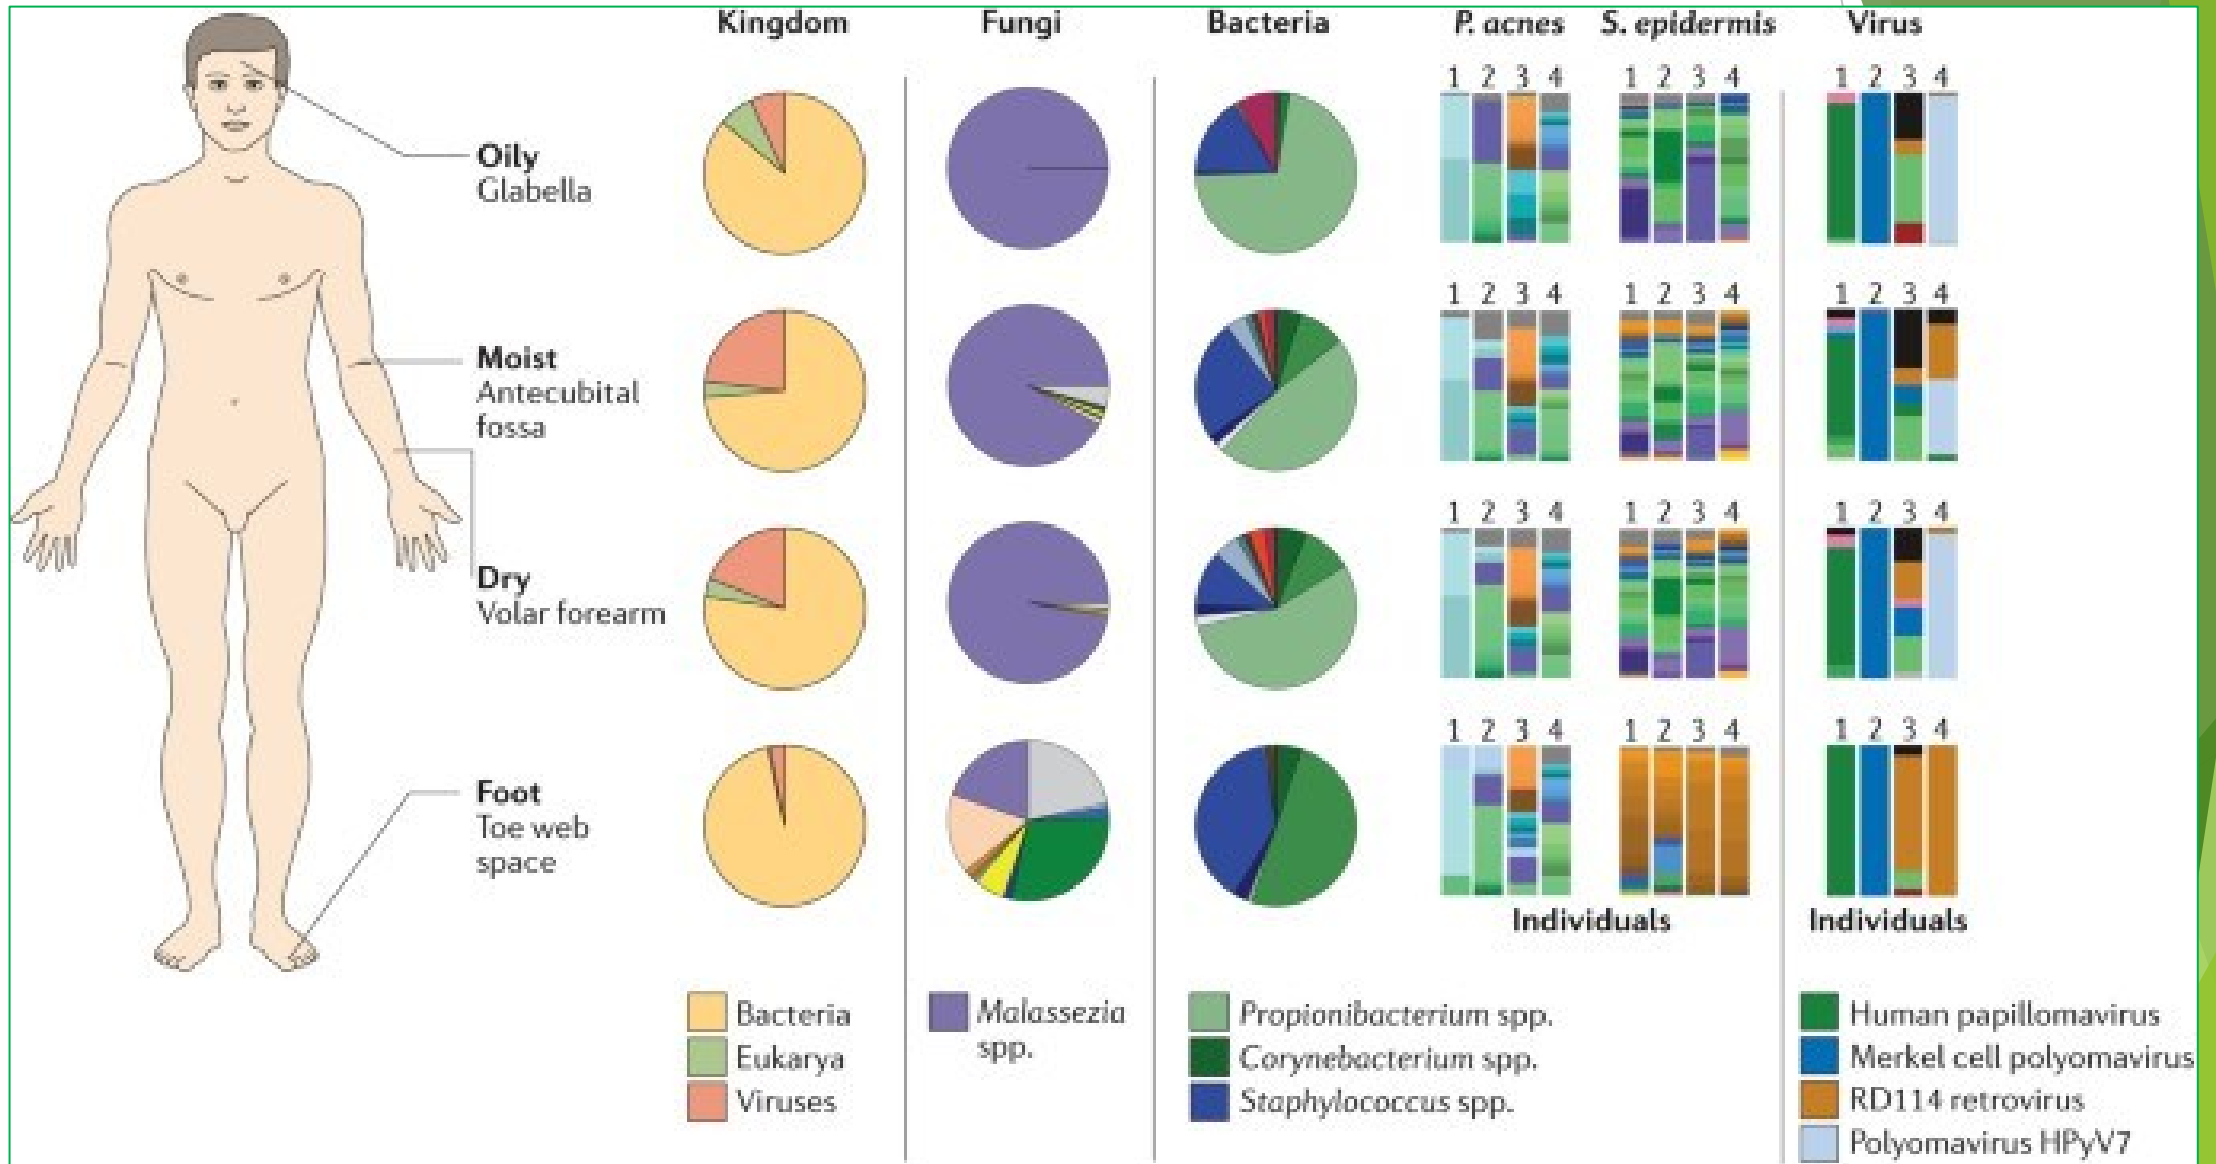 Kingdom Fungi Bacteria P. acnes S. epidermis Virus
1 2 3 4 1 2 3 4 1 2 3 4
Oily
Glabella
1 2 3 4 1 2 3 4 1 2 3 4
Moist
Antecubital
fossa
1 2 3 4 1 2 3 4 1 2 3 4
Dry
Volar forearm
1 2 3 4 1 2 3 4 1 2 3 4
Foot
Toe web
space
Individuals Individuals
Bacteria
Eukarya
Viruses
Malassezia
spp.
Propionibacterium spp.
Corynebacterium spp.
Staphylococcus spp.
Human papillomavirus
Merkel cell polyomavirus
RD114 retrovirus
Polyomavirus HPyV7